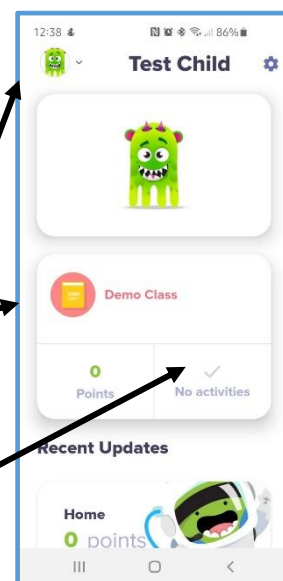 12:38
86%
Test Child
Demo Class
0
Points
No activities
Recent Updates
Home
0 points